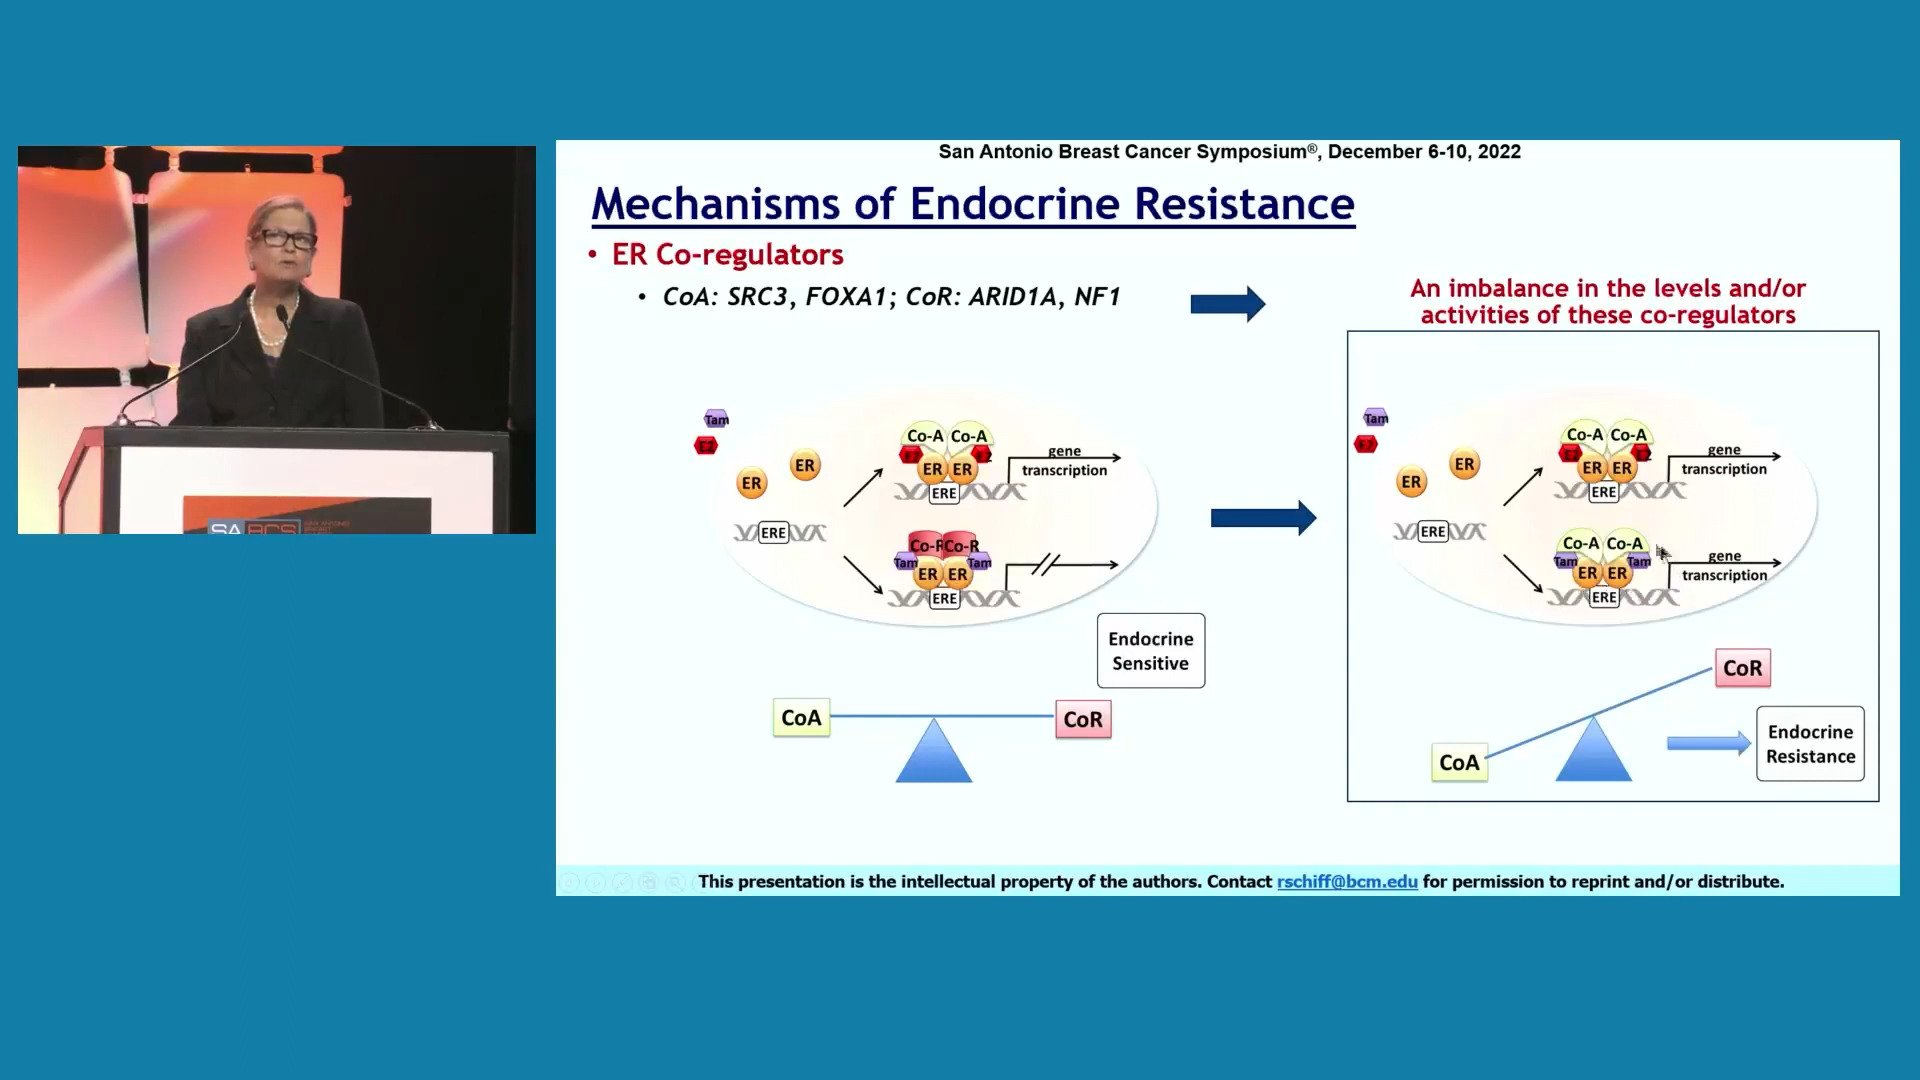 San Antonio Breast Cancer Symposium®, December 6-10, 2022
Mechanisms of Endocrine Resistance
• ER Co-regulators
• CoA: SRC3, FOXA1; CoR: ARID1A, NF1
An imbalance in the levels and/or
activities of these co-regulators
Tam
E2
ER
ER
ERE
Co-A Co-A
E2 E2
ER ER
ERE
gene
transcription
Co-R Co-R
Tam Tam
ER ER
ERE
Endocrine
Sensitive
CoA
CoR
Tam
E2
ER
ER
ERE
Co-A Co-A
E2 E2
ER ER
ERE
gene
transcription
Co-A Co-A
Tam Tam
ER ER
ERE
gene
transcription
CoR
CoA
Endocrine
Resistance
This presentation is the intellectual property of the authors. Contact rschiff@bcm.edu for permission to reprint and/or distribute.
SABCS